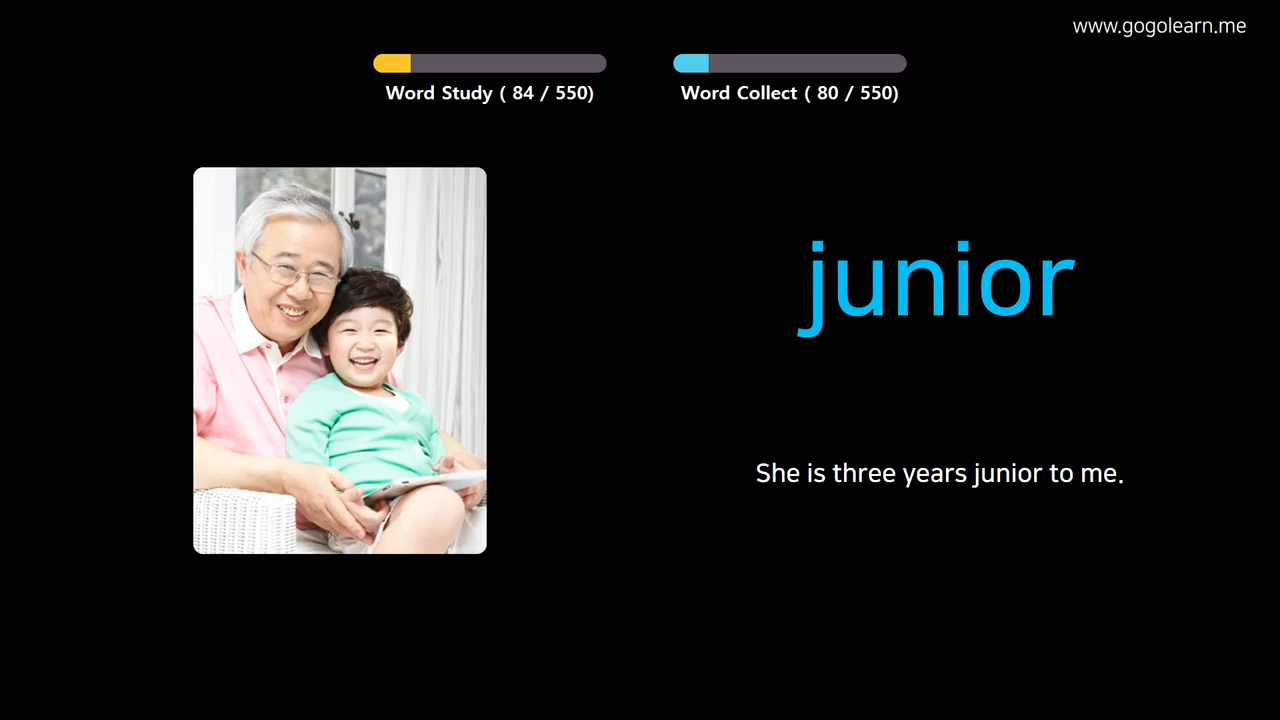 www.gogolearn.me
Word Study ( 84 / 550)
Word Collect ( 80 / 550)
junior
She is three years junior to me.